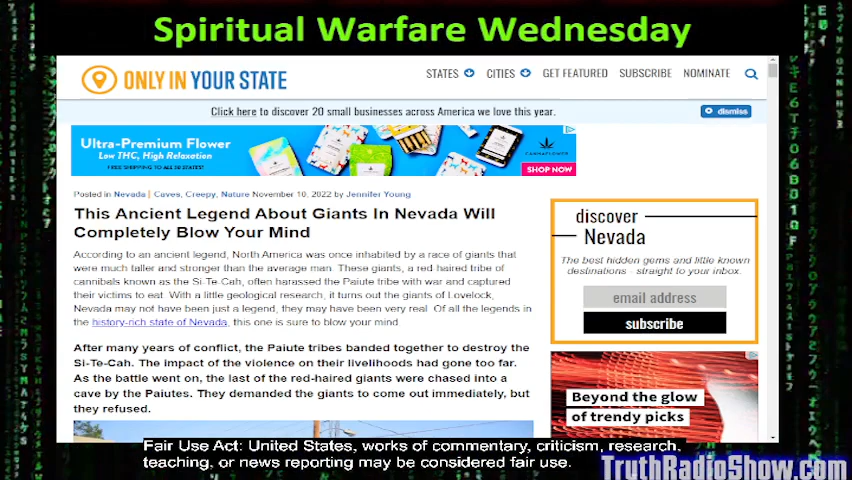 Spiritual Warfare Wednesday
ONLY IN YOUR STATE
STATES CITIES GET FEATURED SUBSCRIBE NOMINATE
Click here to discover 20 small businesses across America we love this year.
dismiss
Ultra-Premium Flower
Low THC, High Relaxation
FREE SHIPPING TO ALL 50 STATES!
CANNAFLOWER
SHOP NOW
Posted in Nevada | Caves, Creepy, Nature November 10, 2022 by Jennifer Young
This Ancient Legend About Giants In Nevada Will
Completely Blow Your Mind
According to an ancient legend, North America was once inhabited by a race of giants that
were much taller and stronger than the average man. These giants, a red haired tribe of
cannibals known as the Si-Te-Cah, often harassed the Paiute tribe with war and captured
their victims to eat. With a little geological research, it turns out the giants of Lovelock,
Nevada may not have been just a legend, they may have been very real. Of all the legends in
the history-rich state of Nevada, this one is sure to blow your mind.
After many years of conflict, the Paiute tribes banded together to destroy the
Si-Te-Cah. The impact of the violence on their livelihoods had gone too far.
As the battle went on, the last of the red-haired giants were chased into a
cave by the Paiutes. They demanded the giants to come out immediately, but
they refused.
discover
Nevada
The best hidden gems and little known
destinations - straight to your inbox.
email address
subscribe
Beyond the glow
of trendy picks
Fair Use Act: United States, works of commentary, criticism, research,
teaching, or news reporting may be considered fair use.
TruthRadioShow.com